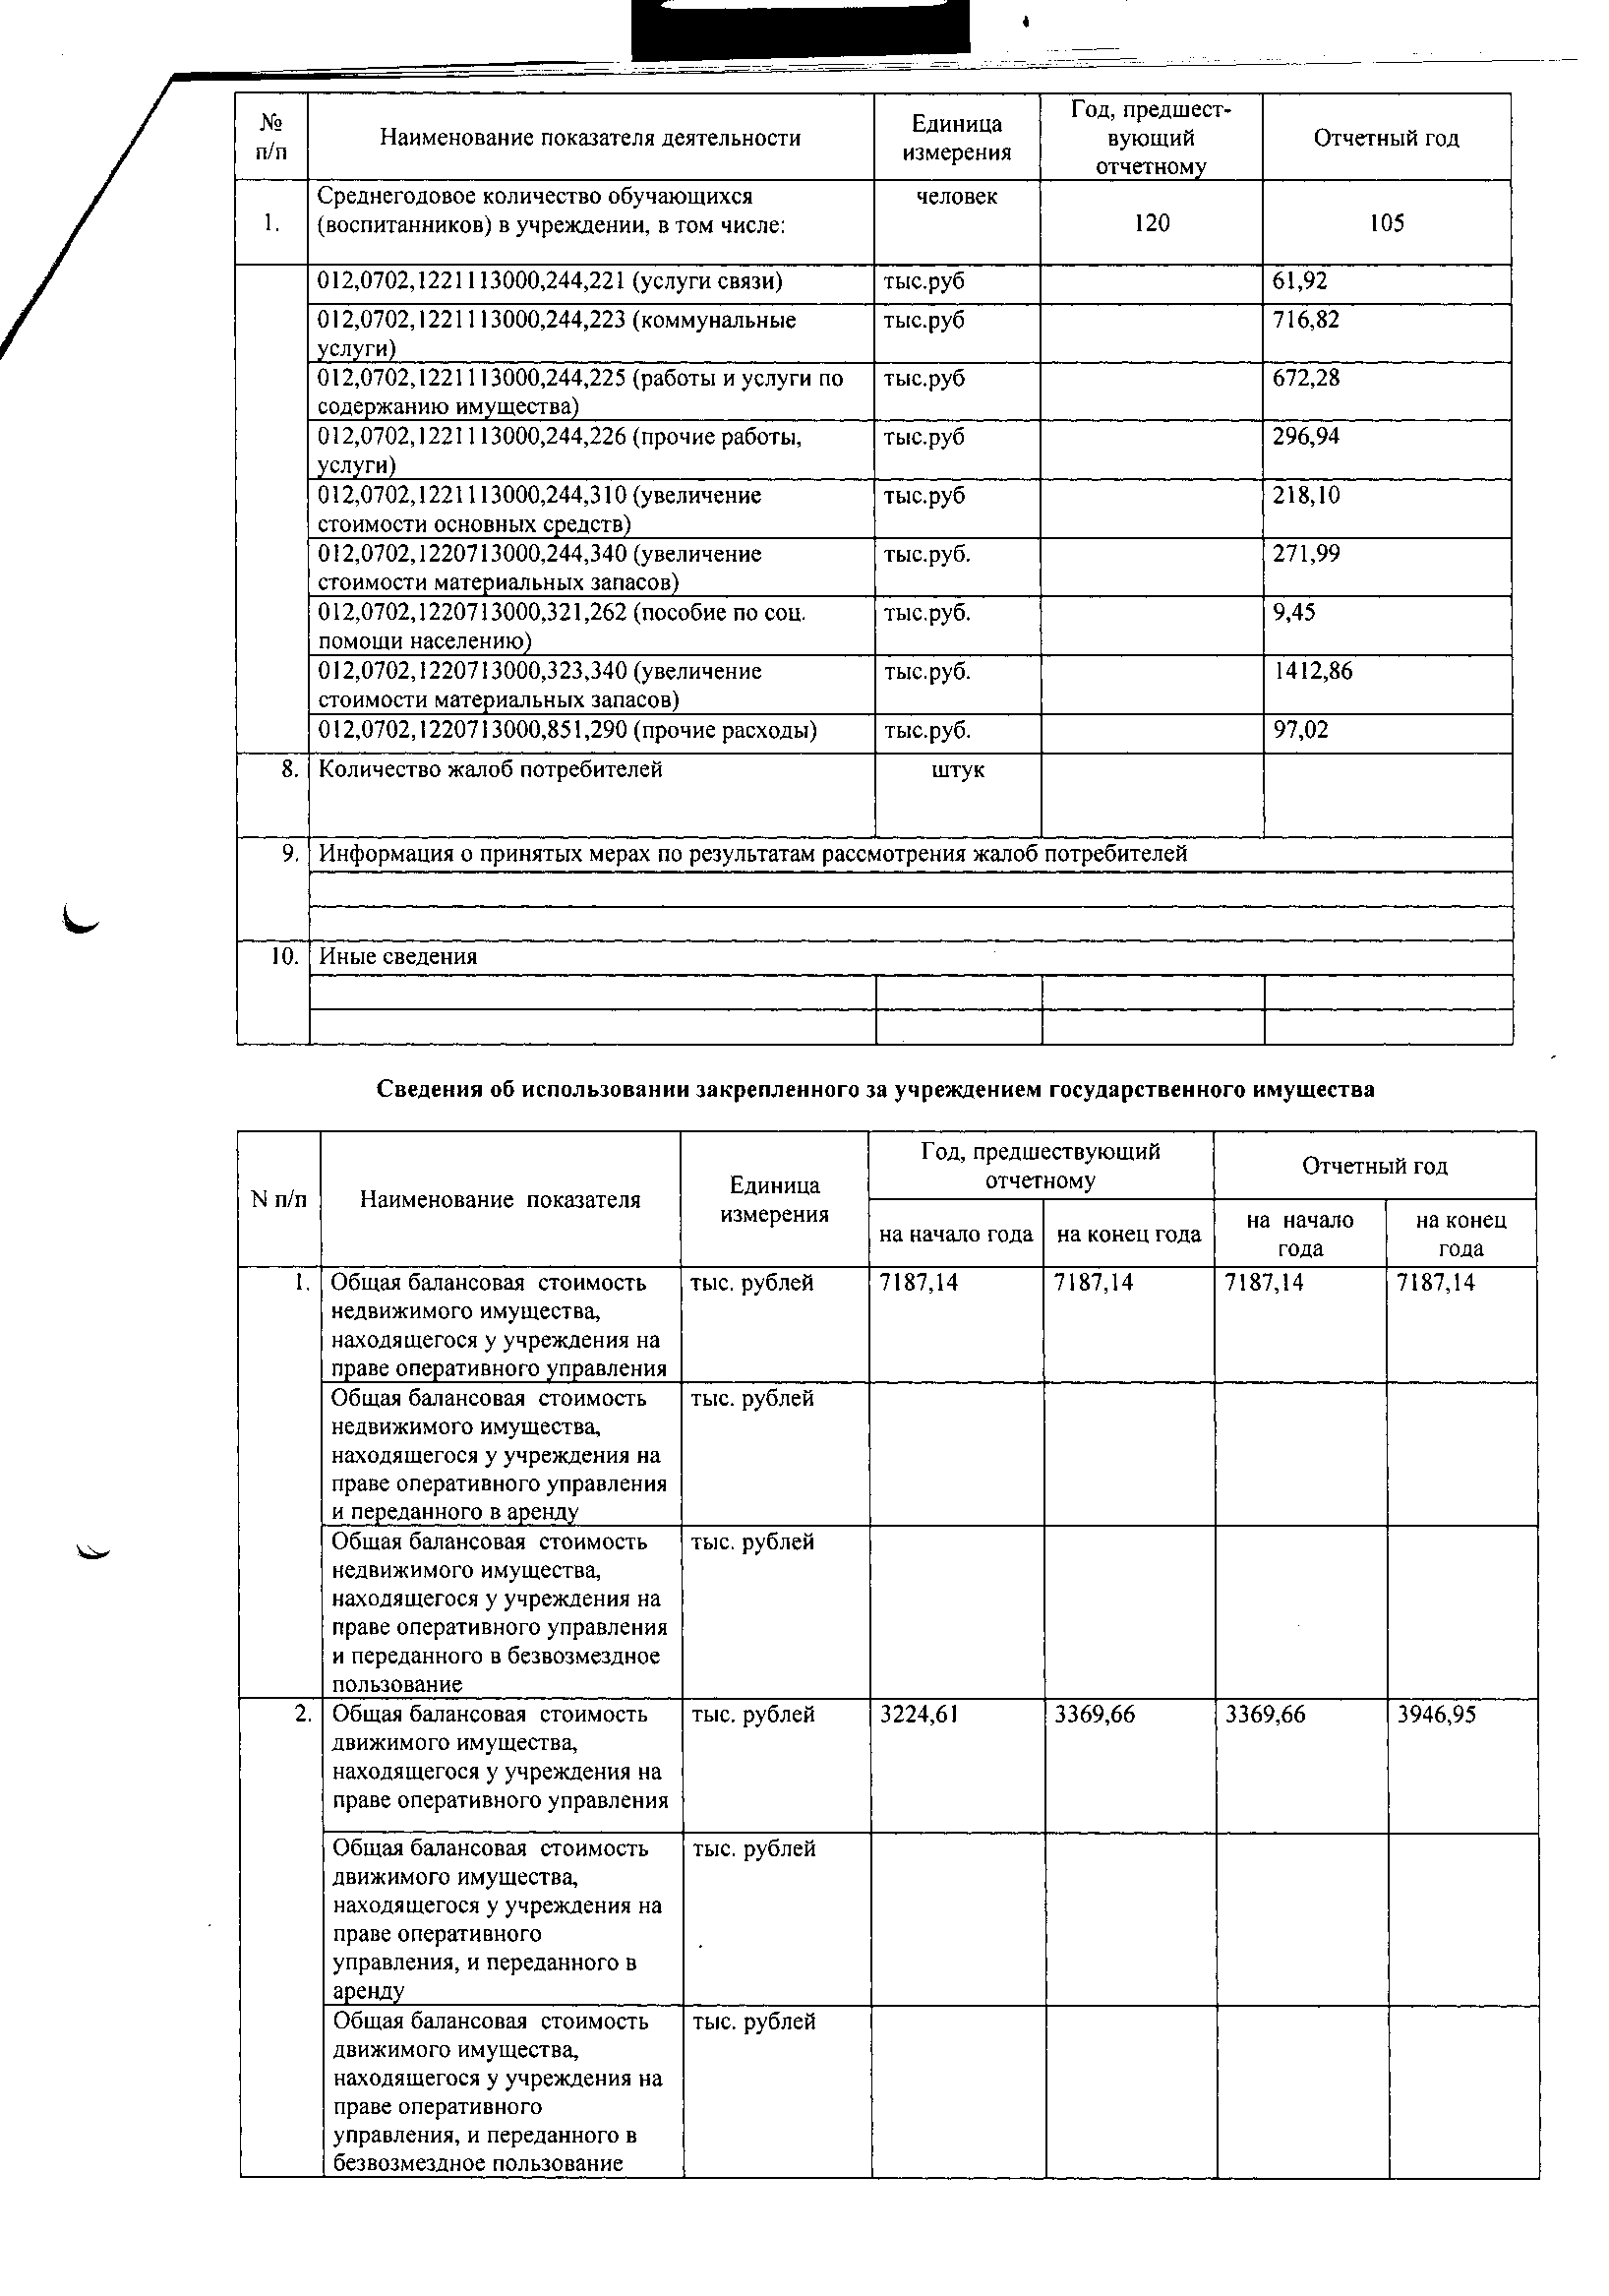 №
п/п
Наименование показателя деятельности
Единица
измерения
Год, предшест-
вующий
отчетному
Отчетный год
1.
Среднегодовое количество обучающихся
(воспитанников) в учреждении, в том числе:
человек
120
105
012,0702,1221113000,244,221 (услуги связи)
тыс.руб
61,92
012,0702,1221113000,244,223 (коммунальные
услуги)
тыс.руб
716,82
012,0702,1221113000,244,225 (работы и услуги по
содержанию имущества)
тыс.руб
672,28
012,0702,1221113000,244,226 (прочие работы,
услуги)
тыс.руб
296,94
012,0702,1221113000,244,310 (увеличение
стоимости основных средств)
тыс.руб
218,10
012,0702,1220713000,244,340 (увеличение
стоимости материальных запасов)
тыс.руб.
271,99
012,0702,1220713000,321,262 (пособие по соц.
помощи населению)
тыс.руб.
9,45
012,0702,1220713000,323,340 (увеличение
стоимости материальных запасов)
тыс.руб.
1412,86
012,0702,1220713000,851,290 (прочие расходы)
тыс.руб.
97,02
8.
Количество жалоб потребителей
штук
9.
Информация о принятых мерах по результатам рассмотрения жалоб потребителей
10.
Иные сведения
Сведения об использовании закрепленного за учреждением государственного имущества
N п/п
Наименование показателя
Единица
измерения
Год, предшествующий
отчетному
Отчетный год
на начало года
на конец года
на начало
года
на конец
года
1.
Общая балансовая стоимость
недвижимого имущества,
находящегося у учреждения на
праве оперативного управления
тыс. рублей
7187,14
7187,14
7187,14
7187,14
Общая балансовая стоимость
недвижимого имущества,
находящегося у учреждения на
праве оперативного управления
и переданного в аренду
тыс. рублей
Общая балансовая стоимость
недвижимого имущества,
находящегося у учреждения на
праве оперативного управления
и переданного в безвозмездное
пользование
тыс. рублей
2.
Общая балансовая стоимость
движимого имущества,
находящегося у учреждения на
праве оперативного управления
тыс. рублей
3224,61
3369,66
3369,66
3946,95
Общая балансовая стоимость
движимого имущества,
находящегося у учреждения на
праве оперативного
управления, и переданного в
аренду
тыс. рублей
Общая балансовая стоимость
движимого имущества,
находящегося у учреждения на
праве оперативного
управления, и переданного в
безвозмездное пользование
тыс. рублей